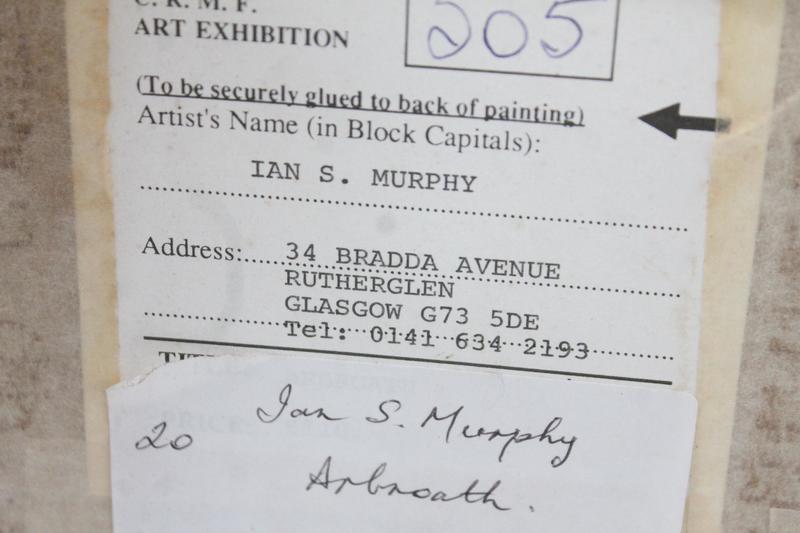 C. R. M. F.
ART EXHIBITION
205
(To be securely glued to back of painting)
Artist's Name (in Block Capitals):
IAN S. MURPHY
Address: 34 BRADDA AVENUE
RUTHERGLEN
GLASGOW G73 5DE
Tel: 0141 634 2193
Ian S. Murphy
20
Arbroath.